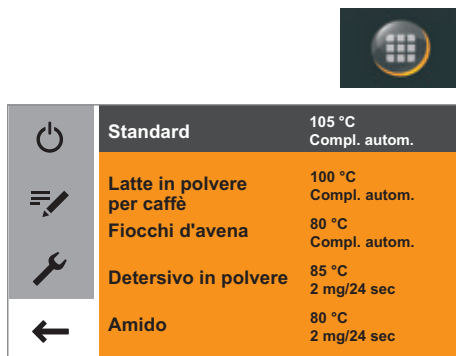 Standard
105 °C
Compl. autom.
Latte in polvere
per caffè
100 °C
Compl. autom.
Fiocchi d'avena
80 °C
Compl. autom.
Detersivo in polvere
85 °C
2 mg/24 sec
Amido
80 °C
2 mg/24 sec